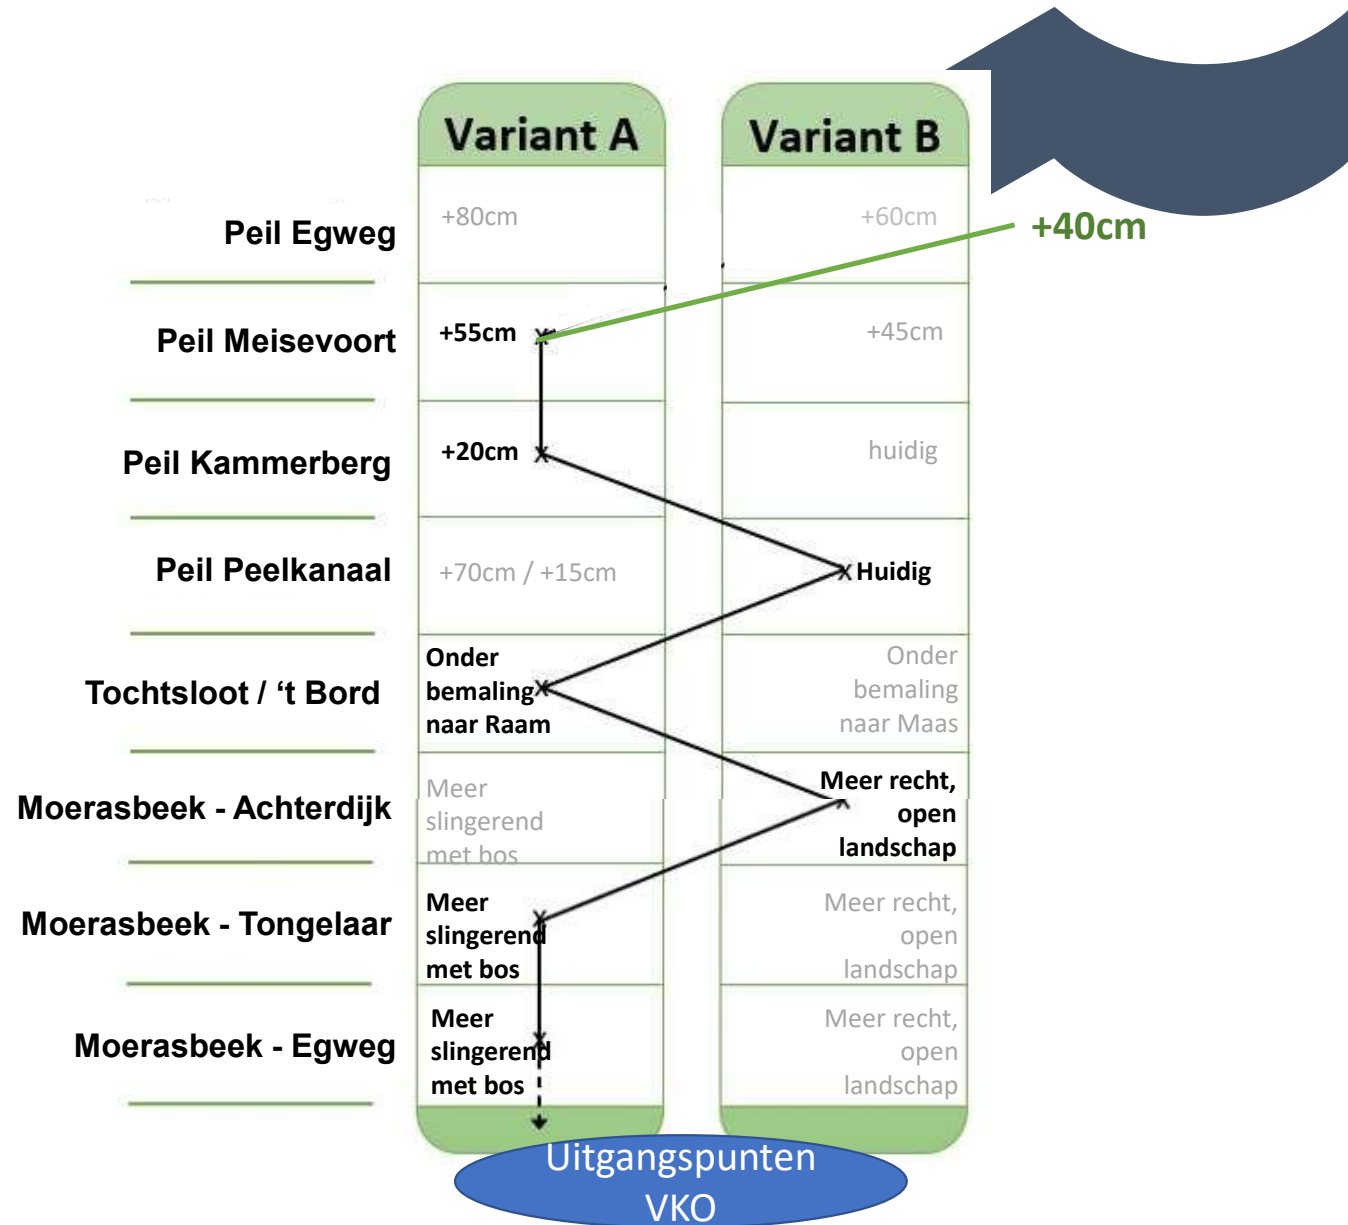 Variant A
Variant B
Peil Egweg
+80cm
+60cm
+40cm
Peil Meisevoort
+55cm
+45cm
Peil Kammerberg
+20cm
huidig
Peil Peelkanaal
+70cm / +15cm
Huidig
Tochtsloot / ‘t Bord
Onder
bemaling
naar Raam
Onder
bemaling
naar Maas
Moerasbeek - Achterdijk
Meer
slingerend
met bos
Meer recht,
open
landschap
Moerasbeek - Tongelaar
Meer
slingerend
met bos
Meer recht,
open
landschap
Moerasbeek - Egweg
Meer
slingerend
met bos
Meer recht,
open
landschap
Uitgangspunten
VKO